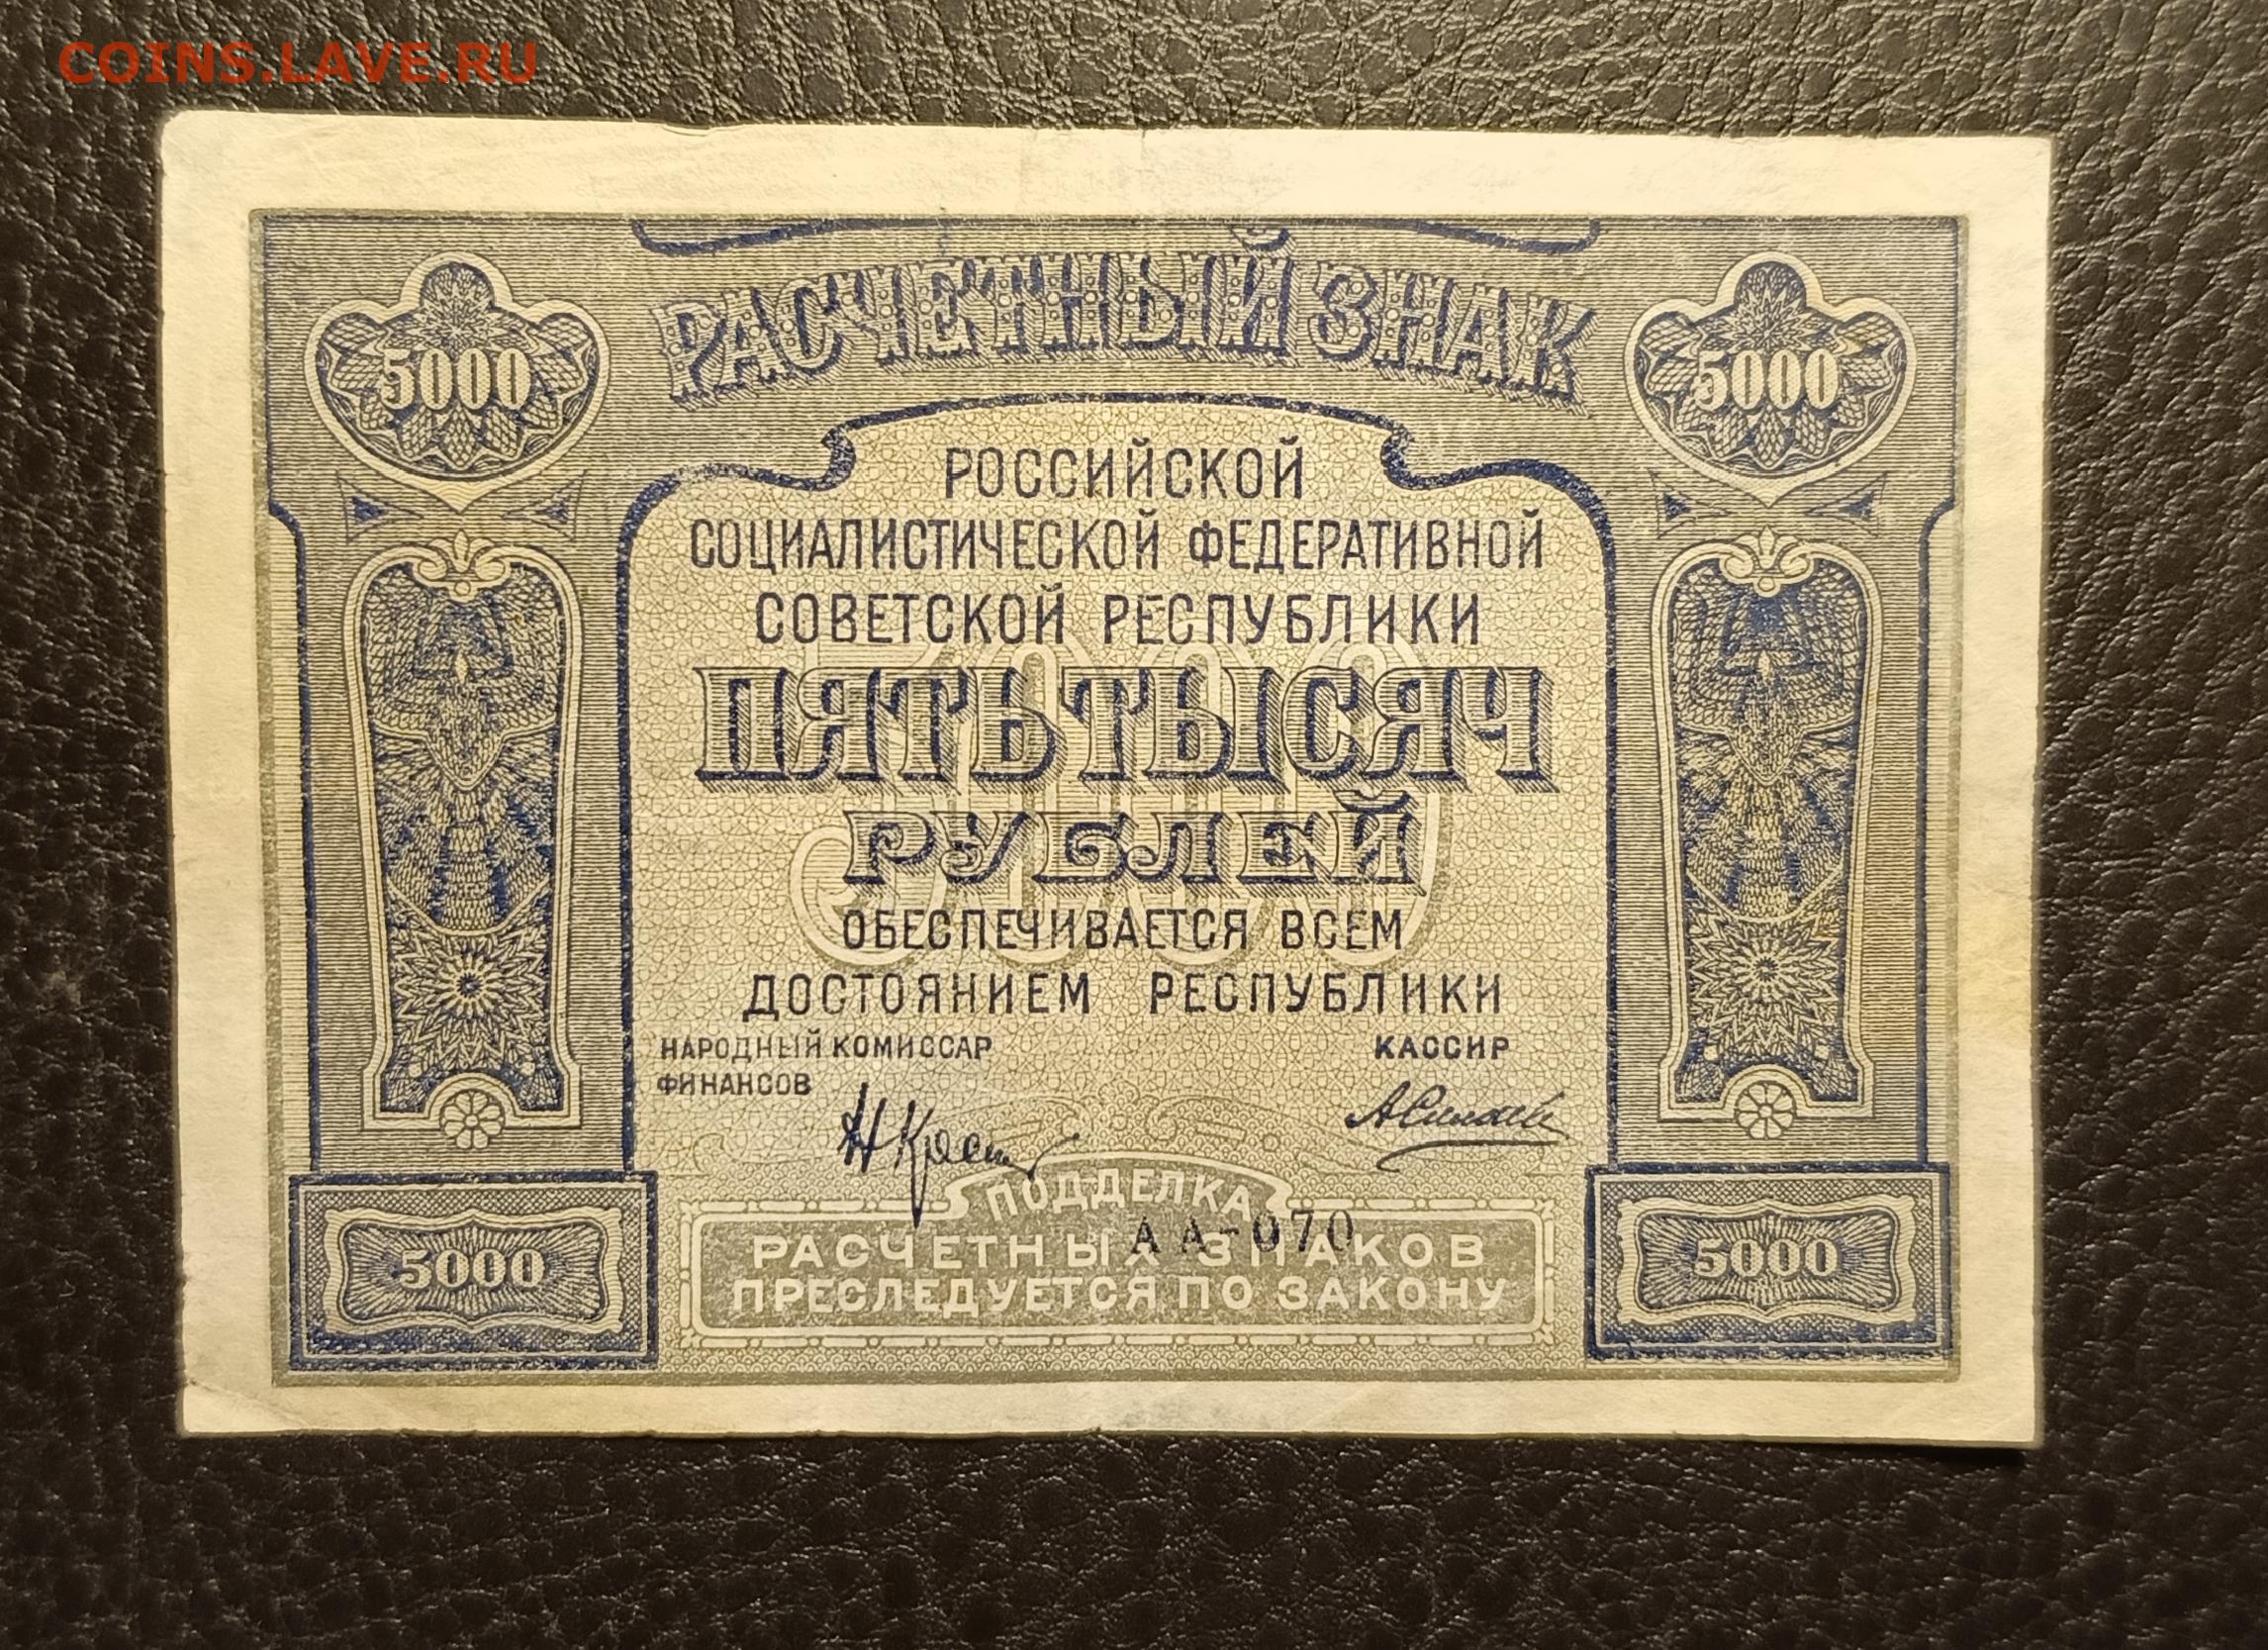 COINS.LAVE.RU
РАСЧЕТНЫЙ ЗНАК
5000
5000
РОССИЙСКОЙ
СОЦИАЛИСТИЧЕСКОЙ ФЕДЕРАТИВНОЙ
СОВЕТСКОЙ РЕСПУБЛИКИ
5000
ПЯТЬ ТЫСЯЧ
РУБЛЕЙ
ОБЕСПЕЧИВАЕТСЯ ВСЕМ
ДОСТОЯНИЕМ РЕСПУБЛИКИ
НАРОДНЫЙ КОМИССАР
ФИНАНСОВ
КАССИР
ПОДДЕЛКА
АА-070
РАСЧЕТНЫХ ЗНАКОВ
ПРЕСЛЕДУЕТСЯ ПО ЗАКОНУ
5000
5000